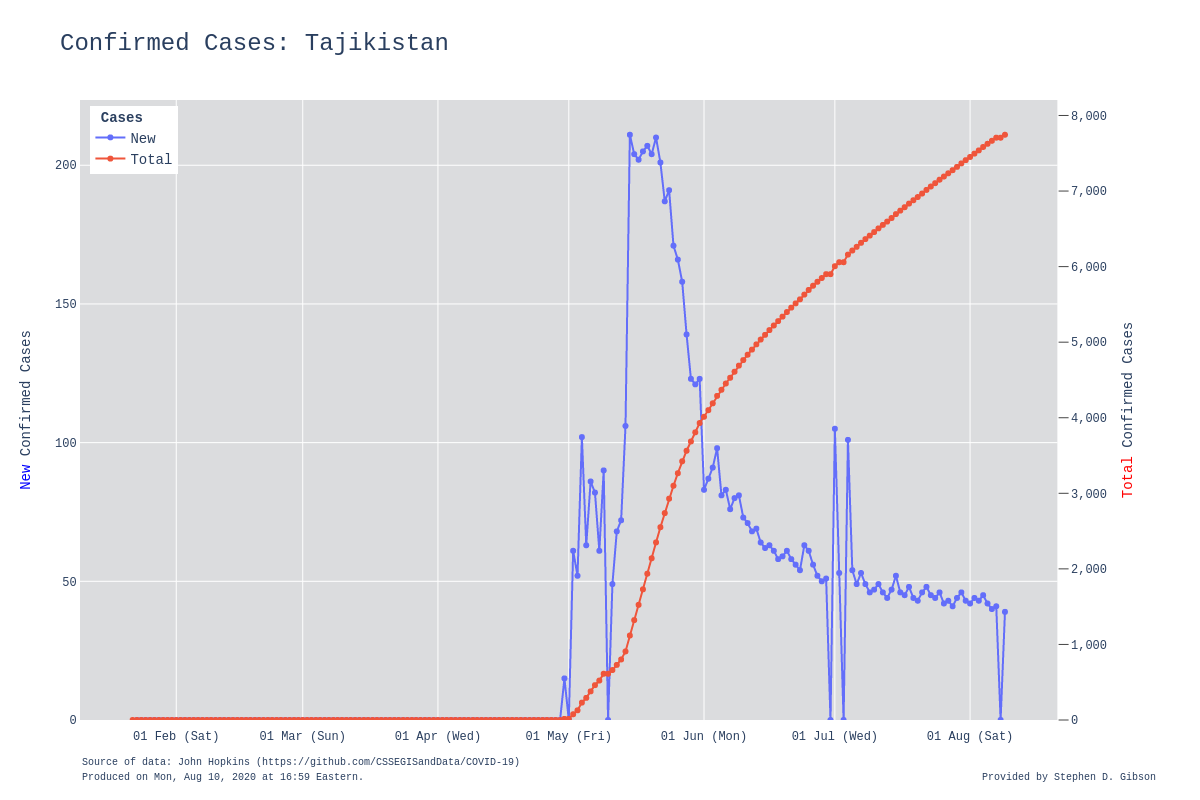 Confirmed Cases: Tajikistan
Cases
New
Total
200
150
100
50
0
8,000
7,000
6,000
5,000
4,000
3,000
2,000
1,000
0
New Confirmed Cases
Total Confirmed Cases
01 Feb (Sat) 01 Mar (Sun) 01 Apr (Wed) 01 May (Fri) 01 Jun (Mon) 01 Jul (Wed) 01 Aug (Sat)
Source of data: John Hopkins (https://github.com/CSSEGISandData/COVID-19)
Produced on Mon, Aug 10, 2020 at 16:59 Eastern.
Provided by Stephen D. Gibson